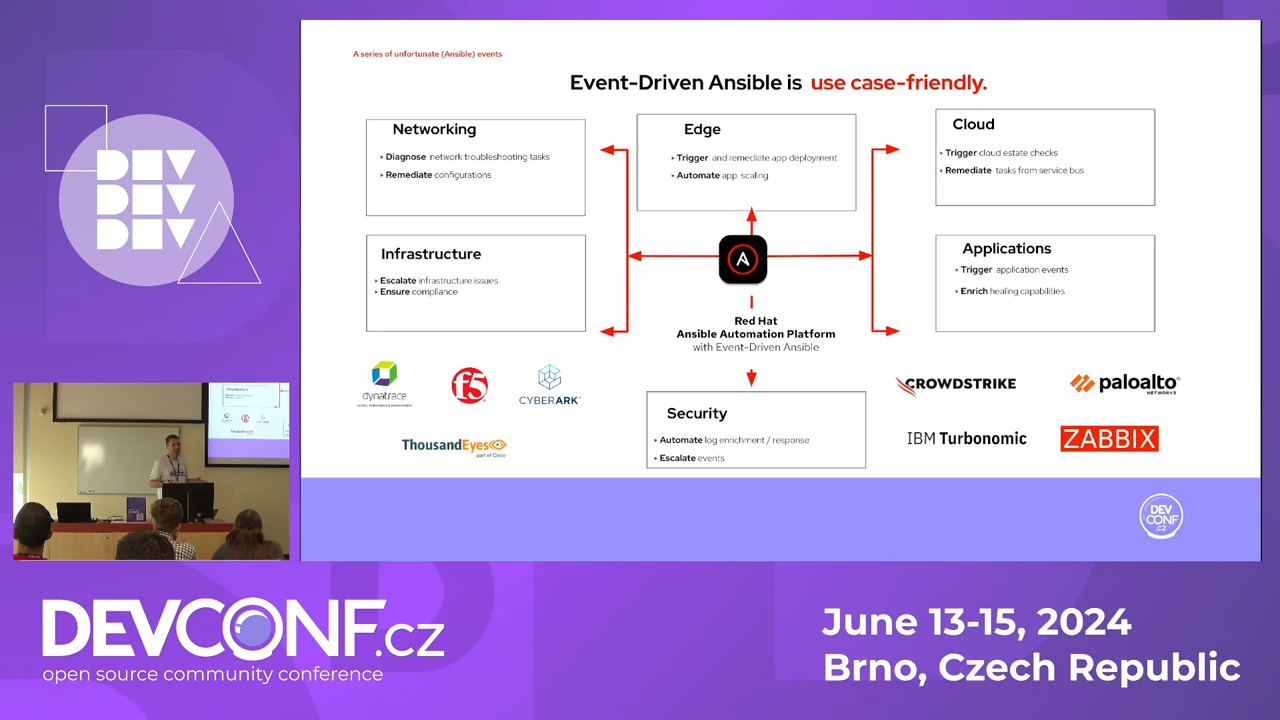 A series of unfortunate (Ansible) events
Event-Driven Ansible is use case-friendly.
DEV
DEV
DEV
Networking
Diagnose network troubleshooting tasks
Remediate configurations
Edge
Trigger and remediate app deployment
Automate app scaling
Cloud
Trigger cloud estate checks
Remediate tasks from service bus
Infrastructure
Escalate infrastructure issues
Ensure compliance
Applications
Trigger application events
Enrich healing capabilities
Red Hat
Ansible Automation Platform
with Event-Driven Ansible
dynatrace
f5
CYBERARK
ThousandEyes
part of Cisco
Security
Automate log enrichment / response
Escalate events
CROWDSTRIKE
paloalto
NETWORKS
IBM Turbonomic
ZABBIX
DEV
CONF
.cz
DEVCONF.cz
open source community conference
June 13-15, 2024
Brno, Czech Republic